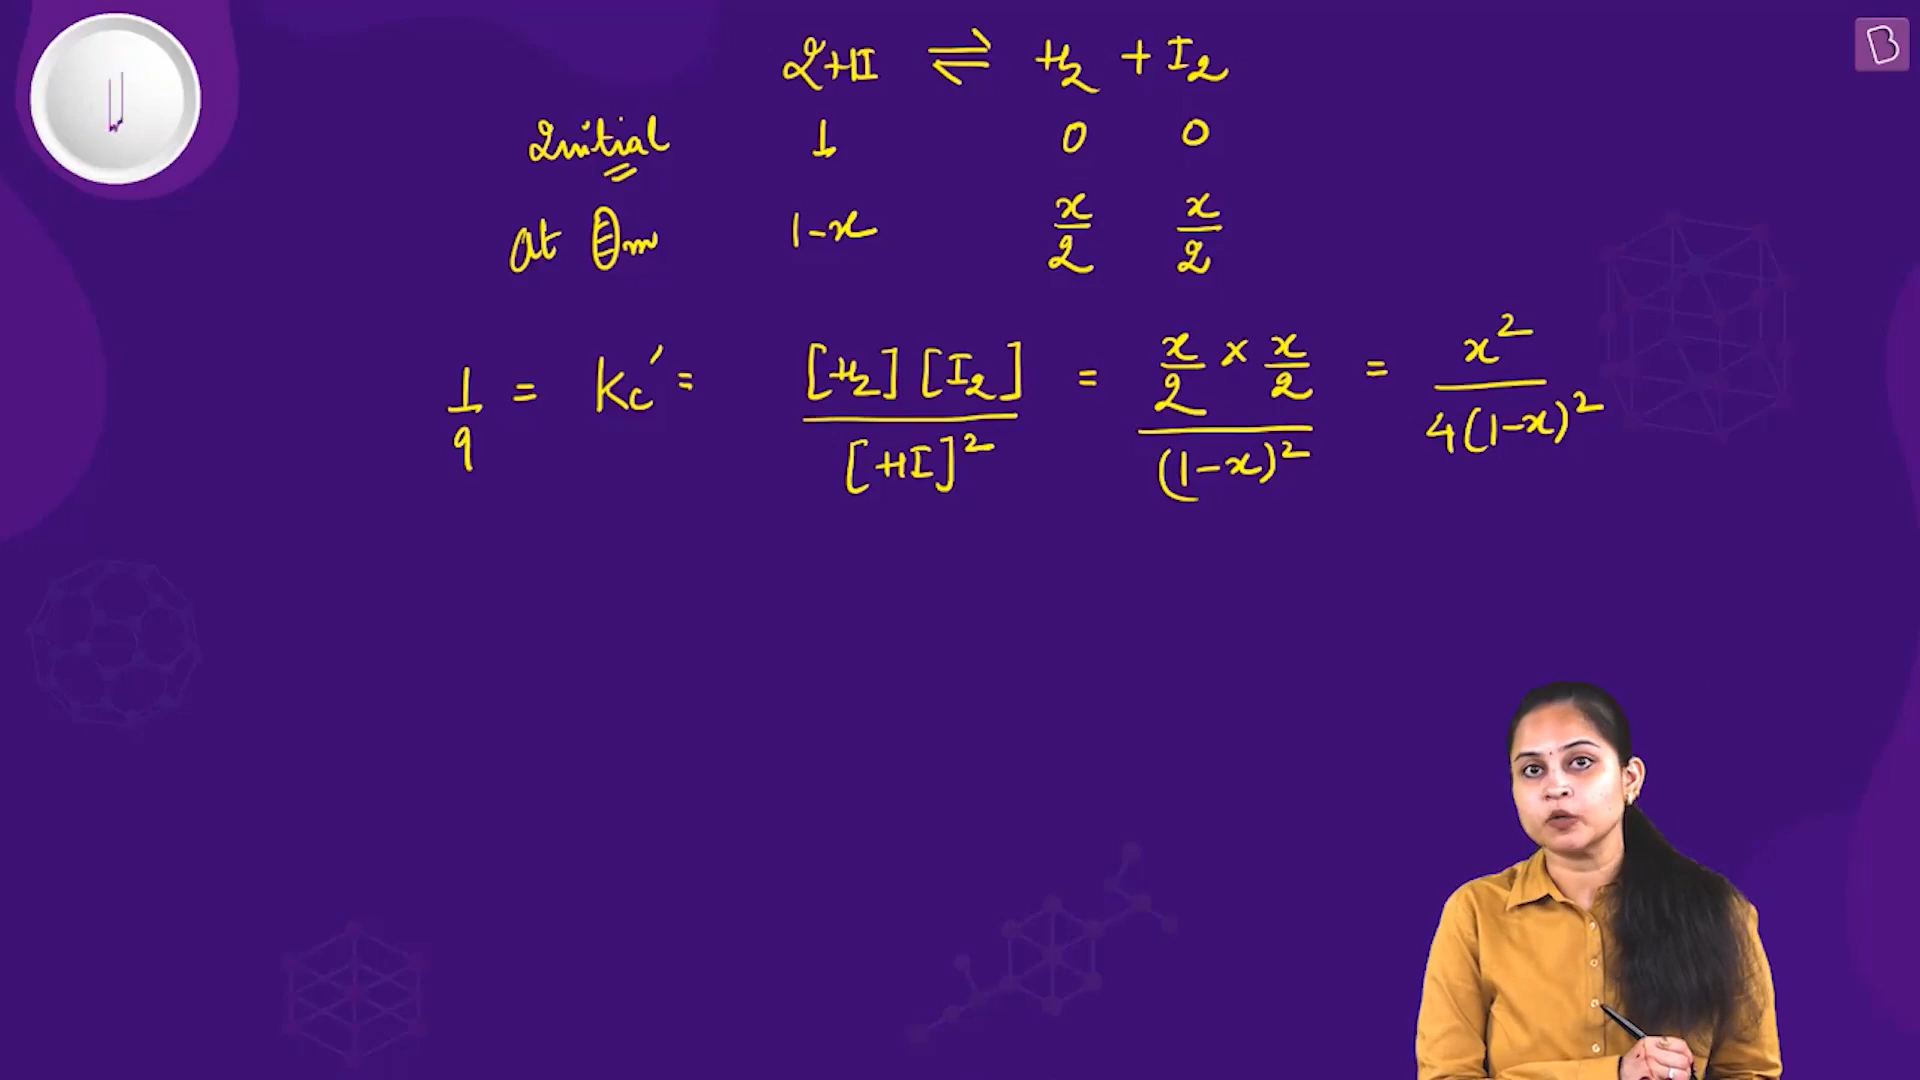 2HI ⇌ H₂ + I₂
Initial 1 0 0
At Eqm 1-x x/2 x/2
1/9 = Kc' = [H₂][I₂]/[HI]² = (x/2 × x/2)/(1-x)² = x²/4(1-x)²
B